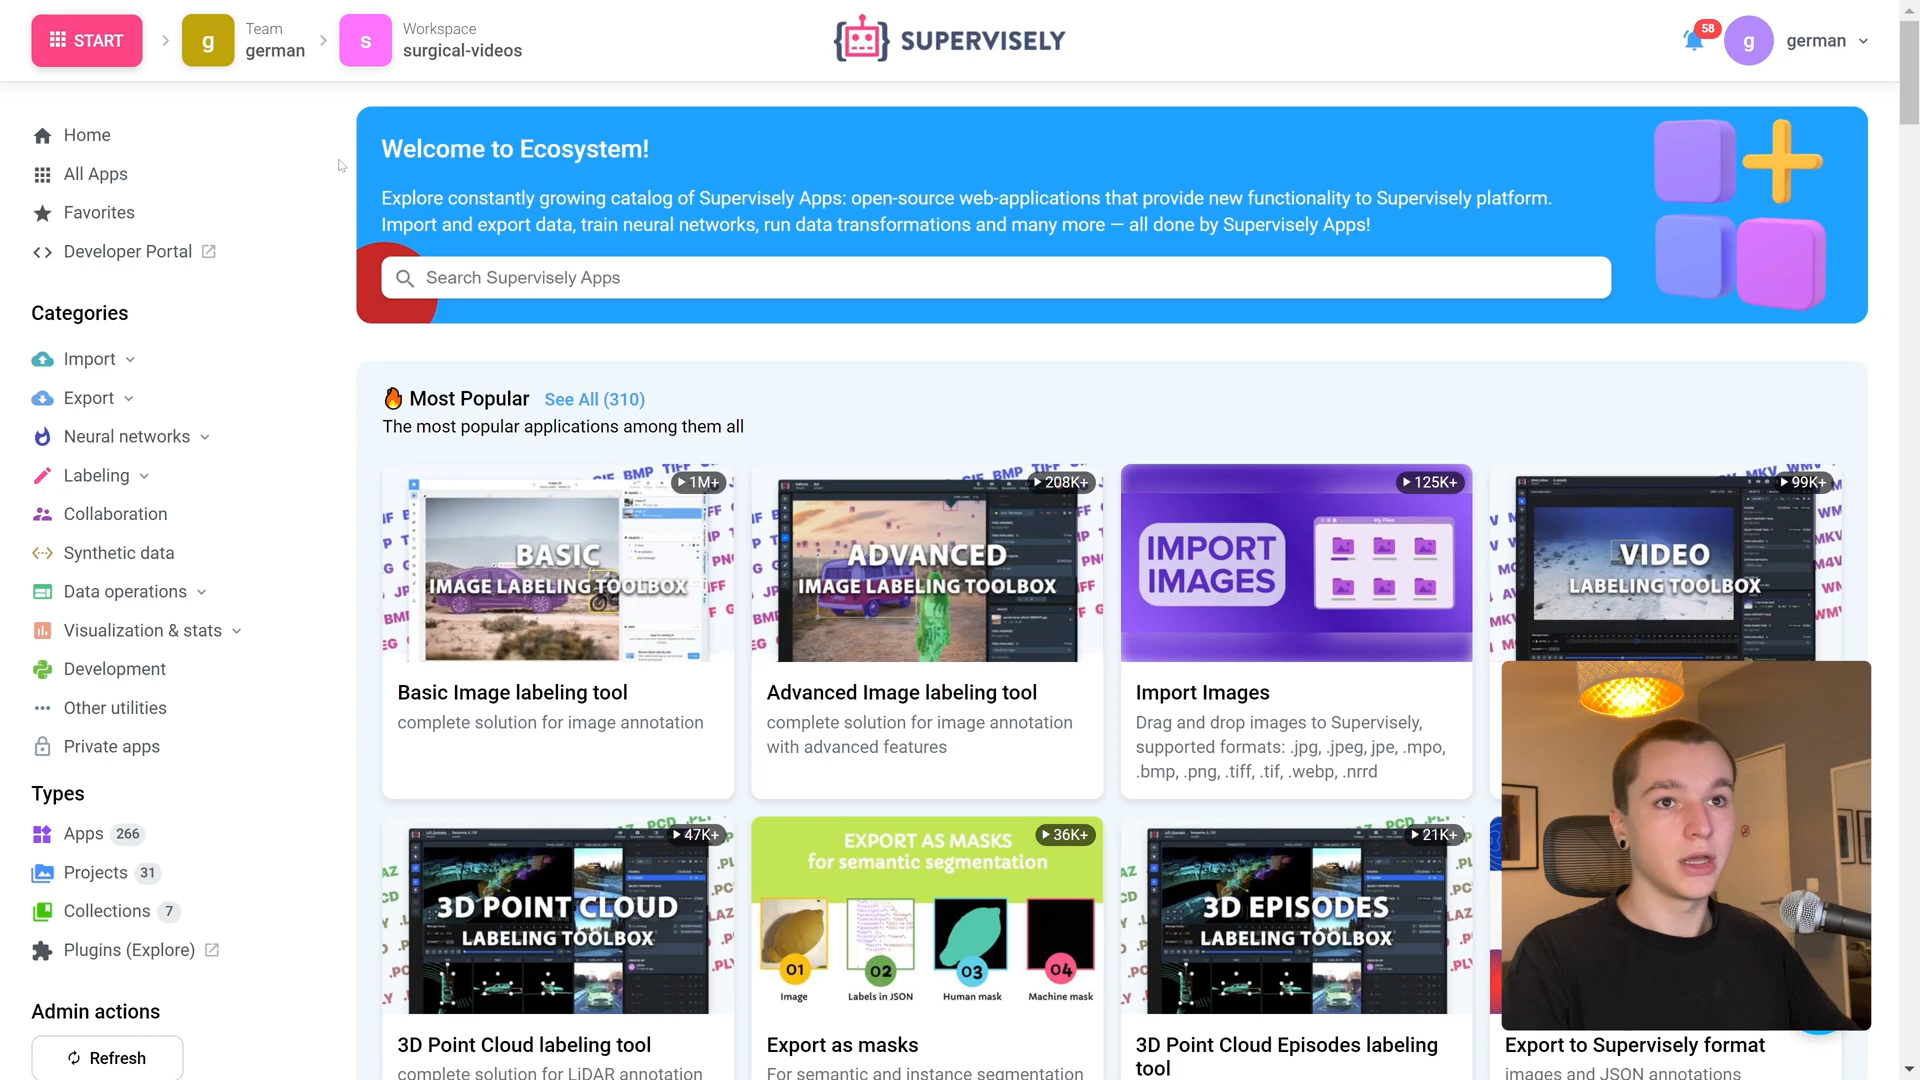 START
g
Team
german
s
Workspace
surgical-videos
SUPERVISELY
58
g
german
Home
All Apps
Favorites
Developer Portal
Categories
Import
Export
Neural networks
Labeling
Collaboration
Synthetic data
Data operations
Visualization & stats
Development
Other utilities
Private apps
Types
Apps 266
Projects 31
Collections 7
Plugins (Explore)
Admin actions
Refresh
Welcome to Ecosystem!
Explore constantly growing catalog of Supervisely Apps: open-source web-applications that provide new functionality to Supervisely platform.
Import and export data, train neural networks, run data transformations and many more — all done by Supervisely Apps!
Search Supervisely Apps
Most Popular See All (310)
The most popular applications among them all
1M+
BASIC
IMAGE LABELING TOOLBOX
Basic Image labeling tool
complete solution for image annotation
208K+
ADVANCED
IMAGE LABELING TOOLBOX
Advanced Image labeling tool
complete solution for image annotation
with advanced features
125K+
IMPORT
IMAGES
My Files
Import Images
Drag and drop images to Supervisely,
supported formats: .jpg, .jpeg, jpe, .mpo,
.bmp, .png, .tiff, .tif, .webp, .nrrd
99K+
VIDEO
LABELING TOOLBOX
47K+
3D POINT CLOUD
LABELING TOOLBOX
3D Point Cloud labeling tool
complete solution for LiDAR annotation
36K+
EXPORT AS MASKS
for semantic segmentation
01
02
03
04
Image
Labels in JSON
Human mask
Machine mask
Export as masks
For semantic and instance segmentation
21K+
3D EPISODES
LABELING TOOLBOX
3D Point Cloud Episodes labeling
tool
Export to Supervisely format
images and JSON annotations